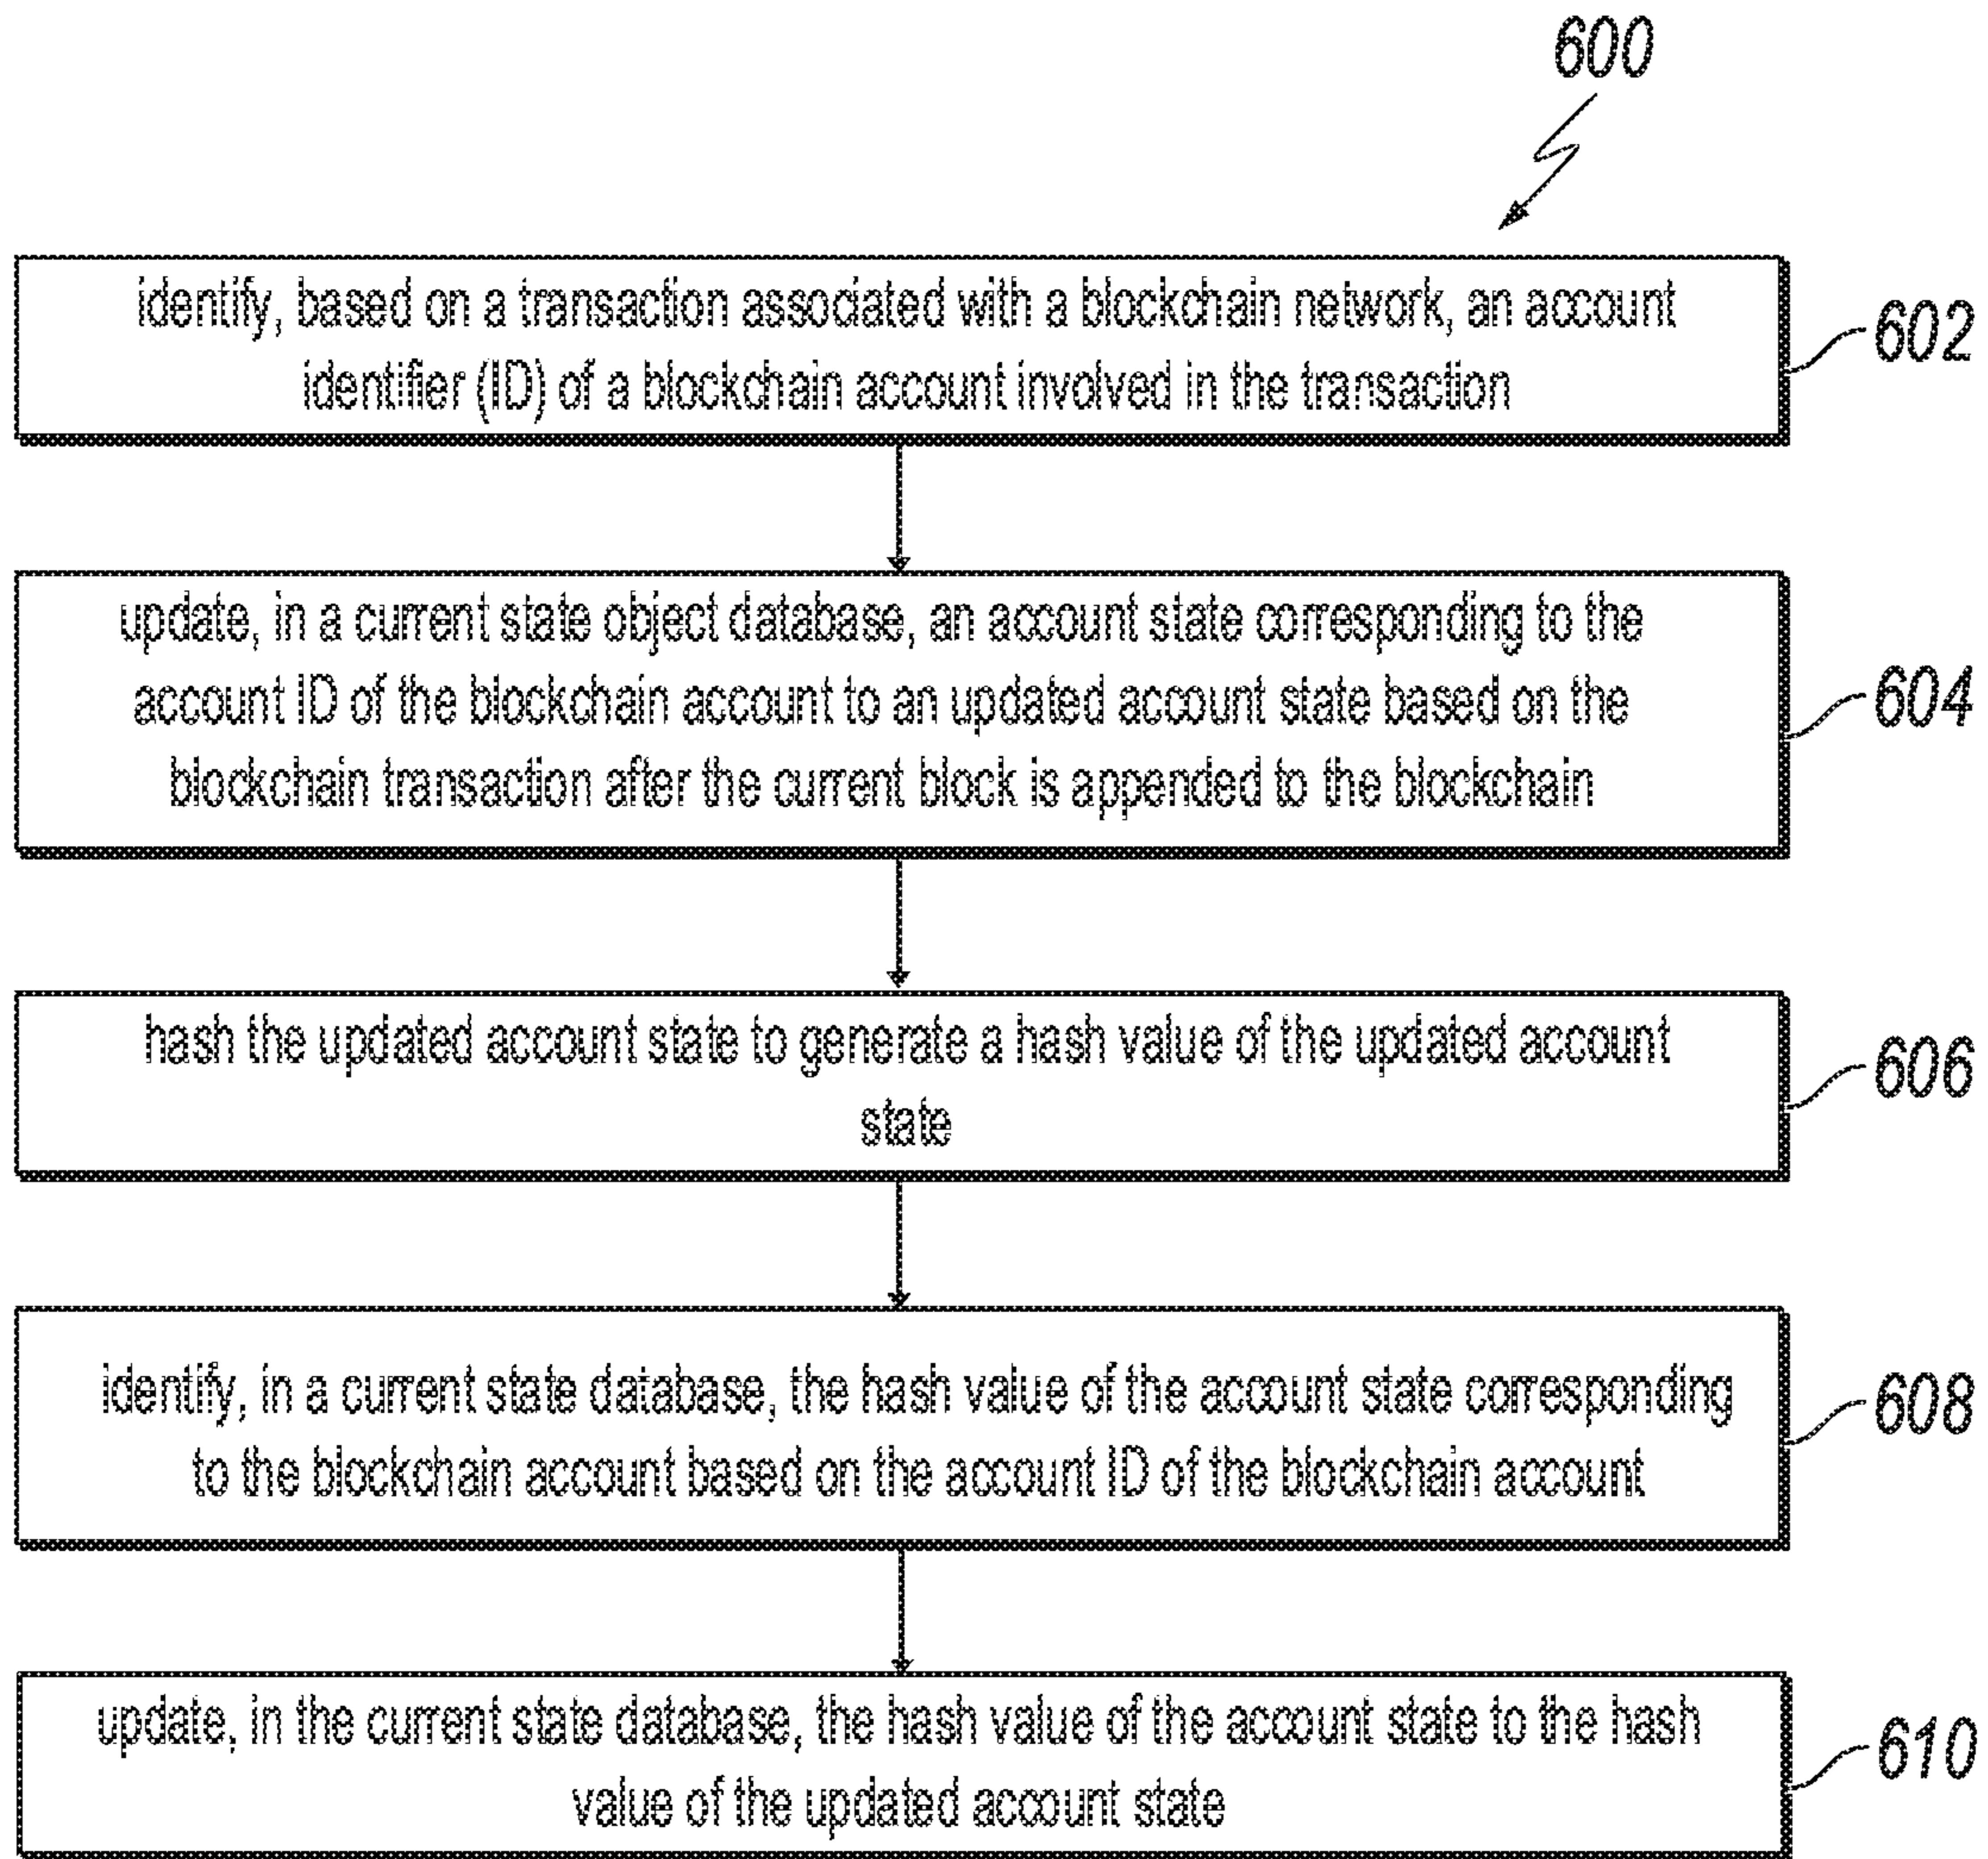 600
identify, based on a transaction associated with a blockchain network, an account
identifier (ID) of a blockchain account involved in the transaction
602
update, in a current state object database, an account state corresponding to the
account ID of the blockchain account to an updated account state based on the
blockchain transaction after the current block is appended to the blockchain
604
hash the updated account state to generate a hash value of the updated account
state
606
identify, in a current state database, the hash value of the account state corresponding
to the blockchain account based on the account ID of the blockchain account
608
update, in the current state database, the hash value of the account state to the hash
value of the updated account state
610